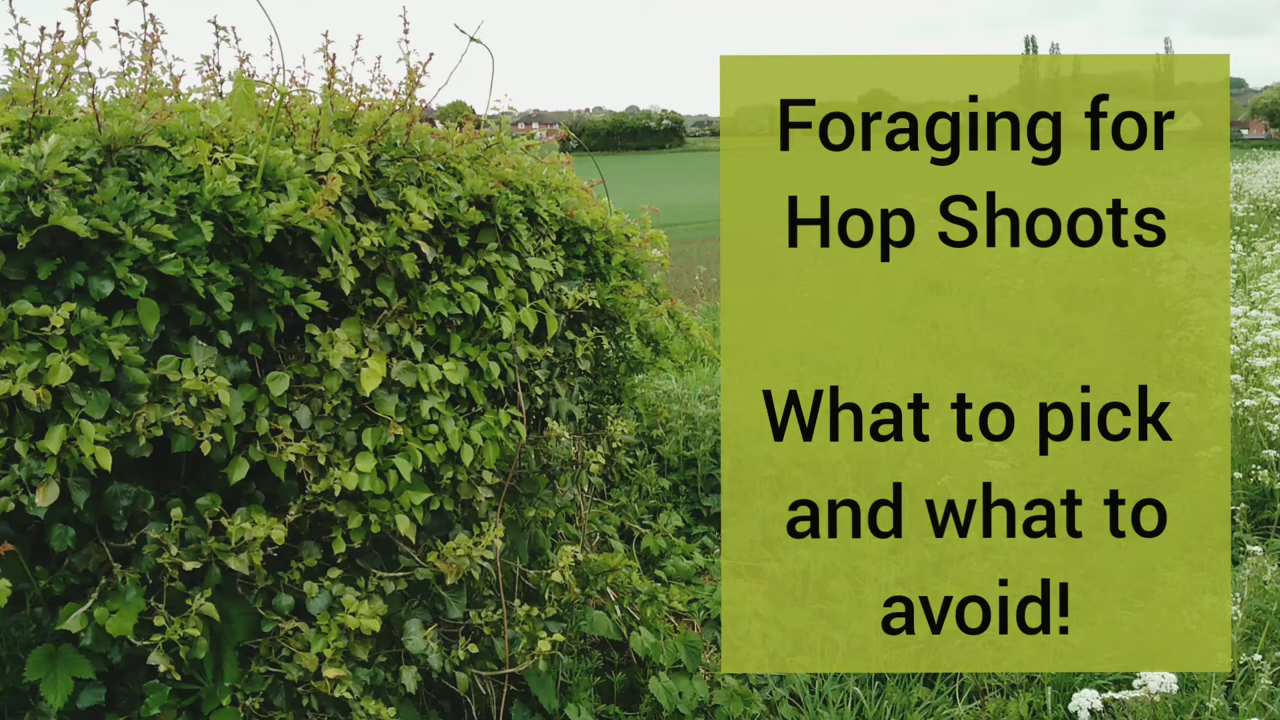 Foraging for
Hop Shoots
What to pick
and what to
avoid!